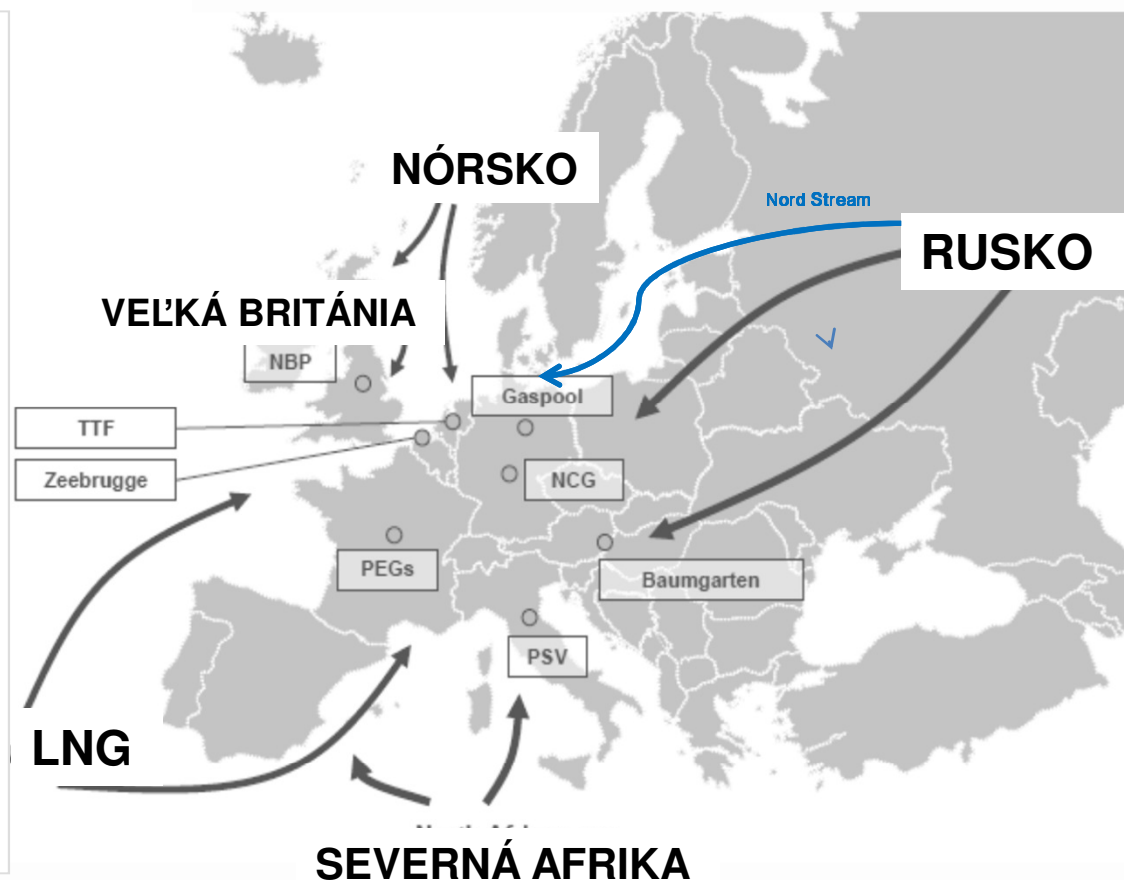 NÓRSKO
Nord Stream
RUSKO
VEĽKÁ BRITÁNIA
NBP
Gaspool
TTF
Zeebrugge
NCG
PEGs
Baumgarten
PSV
LNG
SEVERNÁ AFRIKA